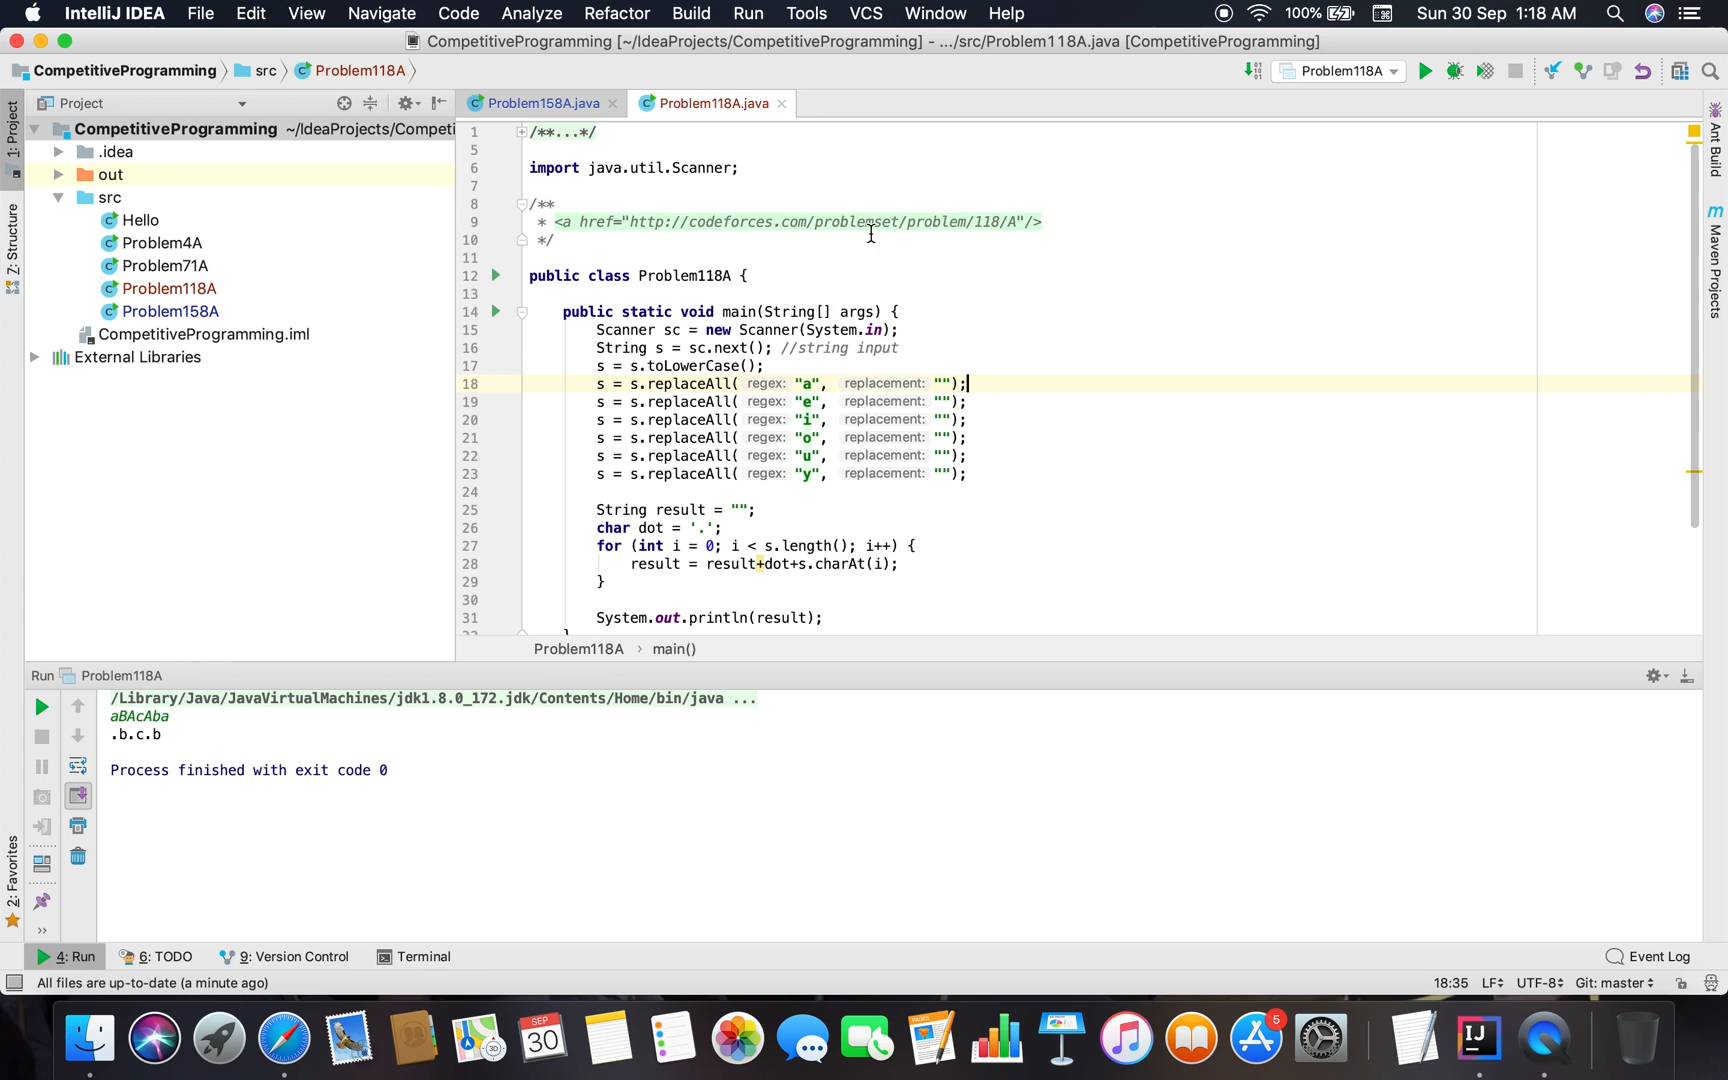 IntelliJ IDEA File Edit View Navigate Code Analyze Refactor Build Run Tools VCS Window Help 100% Sun 30 Sep 1:18 AM
CompetitiveProgramming [~/IdeaProjects/CompetitiveProgramming] - .../src/Problem118A.java [CompetitiveProgramming]
CompetitiveProgramming src Problem118A Problem118A
1: Project
Z: Structure
2: Favorites
Project
CompetitiveProgramming ~/IdeaProjects/Competi
.idea
out
src
Hello
Problem4A
Problem71A
Problem118A
Problem158A
CompetitiveProgramming.iml
External Libraries
Problem158A.java Problem118A.java
1 /**...*/
5
6 import java.util.Scanner;
7
8 /**
9 * <a href="http://codeforces.com/problemset/problem/118/A"/>
10 */
11
12 public class Problem118A {
13
14 public static void main(String[] args) {
15 Scanner sc = new Scanner(System.in);
16 String s = sc.next(); //string input
17 s = s.toLowerCase();
18 s = s.replaceAll( regex: "a", replacement: "");
19 s = s.replaceAll( regex: "e", replacement: "");
20 s = s.replaceAll( regex: "i", replacement: "");
21 s = s.replaceAll( regex: "o", replacement: "");
22 s = s.replaceAll( regex: "u", replacement: "");
23 s = s.replaceAll( regex: "y", replacement: "");
24
25 String result = "";
26 char dot = '.';
27 for (int i = 0; i < s.length(); i++) {
28 result = result+dot+s.charAt(i);
29 }
30
31 System.out.println(result);
Problem118A › main()
Ant Build
m Maven Projects
Run Problem118A
/Library/Java/JavaVirtualMachines/jdk1.8.0_172.jdk/Contents/Home/bin/java ...
aBAcAba
.b.c.b
Process finished with exit code 0
4: Run 6: TODO 9: Version Control Terminal Event Log
All files are up-to-date (a minute ago) 18:35 LF UTF-8 Git: master
SEP
30
3D
5
IJ